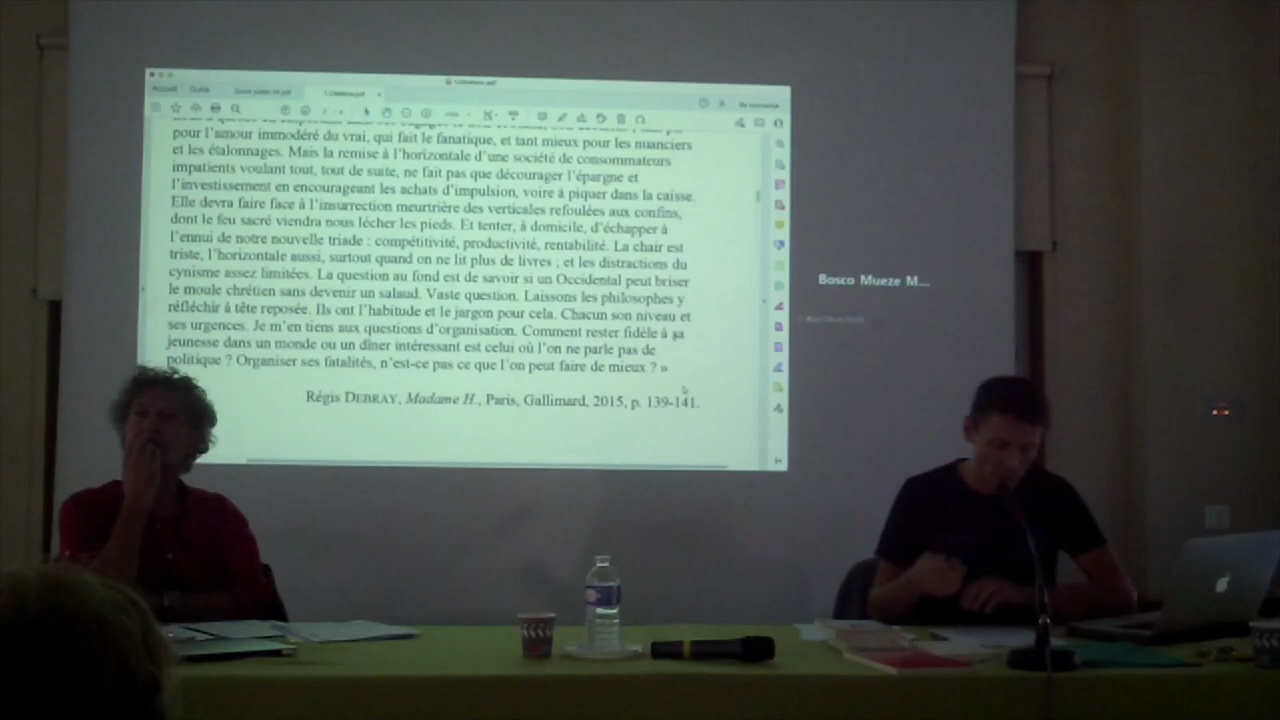 Accueil Outils
1.Citations.pdf
1.Citations.pdf
Se connecter
pour l'amour immodéré du vrai, qui fait le fanatique, et tant mieux pour les nuanciers
et les étalonnages. Mais la remise à l'horizontale d'une société de consommateurs
impatients voulant tout, tout de suite, ne fait pas que décourager l'épargne et
l'investissement en encourageant les achats d'impulsion, voire à piquer dans la caisse.
Elle devra faire face à l'insurrection meurtrière des verticales refoulées aux confins,
dont le feu sacré viendra nous lécher les pieds. Et tenter, à domicile, d'échapper à
l'ennui de notre nouvelle triade : compétitivité, productivité, rentabilité. La chair est
triste, l'horizontale aussi, surtout quand on ne lit plus de livres ; et les distractions du
cynisme assez limitées. La question au fond est de savoir si un Occidental peut briser
le moule chrétien sans devenir un salaud. Vaste question. Laissons les philosophes y
réfléchir à tête reposée. Ils ont l'habitude et le jargon pour cela. Chacun son niveau et
ses urgences. Je m'en tiens aux questions d'organisation. Comment rester fidèle à sa
jeunesse dans un monde ou un dîner intéressant est celui où l'on ne parle pas de
politique ? Organiser ses fatalités, n'est-ce pas ce que l'on peut faire de mieux ? »
Régis DEBRAY, Madame H., Paris, Gallimard, 2015, p. 139-141.
Bosco Mueze M...